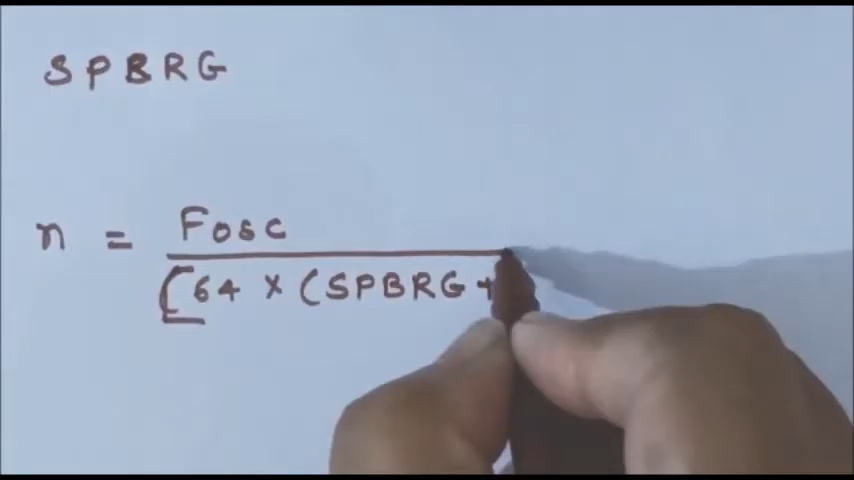 SPBRG
n = Fosc
[64 × (SPBRG +